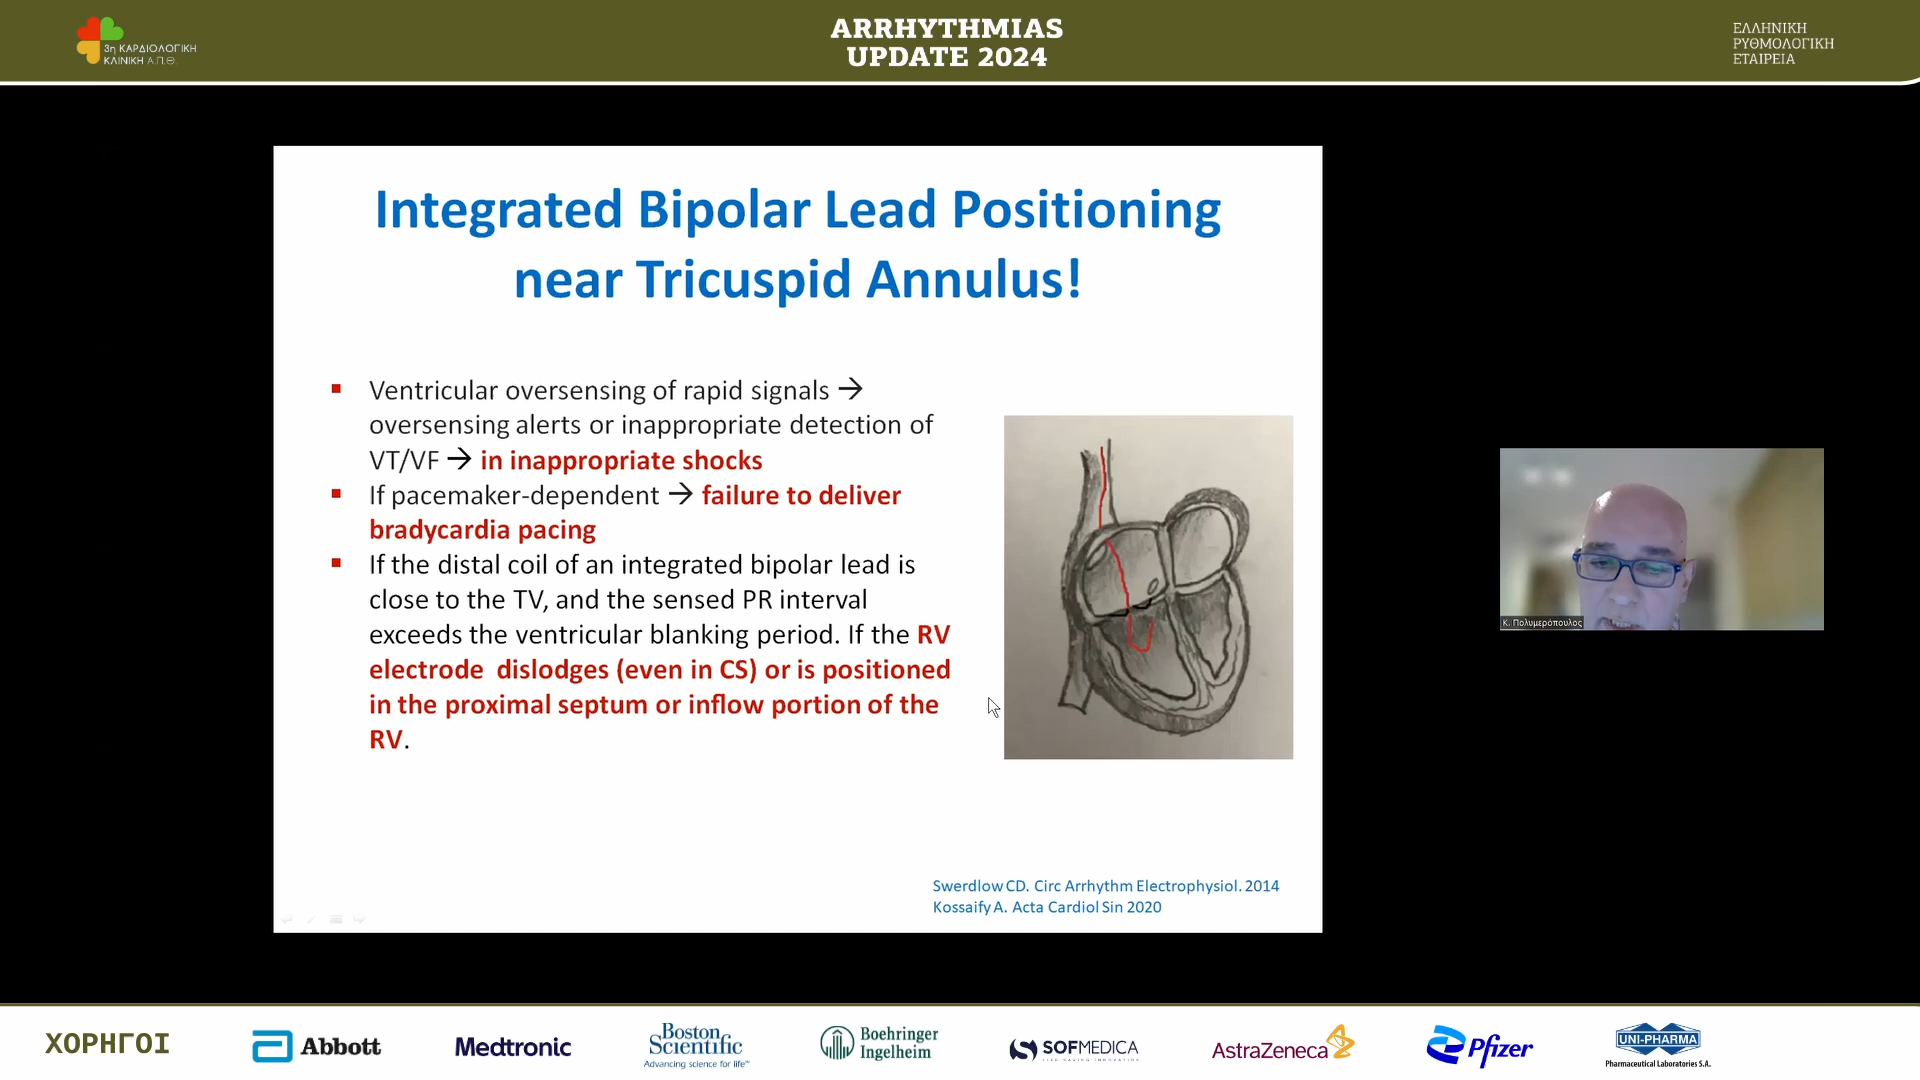 3η ΚΑΡΔΙΟΛΟΓΙΚΗ
ΚΛΙΝΙΚΗ Α.Π.Θ.
ARRHYTHMIAS
UPDATE 2024
ΕΛΛΗΝΙΚΗ
ΡΥΘΜΟΛΟΓΙΚΗ
ΕΤΑΙΡΕΙΑ
Integrated Bipolar Lead Positioning
near Tricuspid Annulus!
▪ Ventricular oversensing of rapid signals →
oversensing alerts or inappropriate detection of
VT/VF → in inappropriate shocks
▪ If pacemaker-dependent → failure to deliver
bradycardia pacing
▪ If the distal coil of an integrated bipolar lead is
close to the TV, and the sensed PR interval
exceeds the ventricular blanking period. If the RV
electrode dislodges (even in CS) or is positioned
in the proximal septum or inflow portion of the
RV.
Swerdlow CD. Circ Arrhythm Electrophysiol. 2014
Kossaify A. Acta Cardiol Sin 2020
Κ. Πολυμερόπουλος
ΧΟΡΗΓΟΙ
Abbott
Medtronic
Boston
Scientific
Advancing science for life™
Boehringer
Ingelheim
SOFMEDICA
AstraZeneca
Pfizer
UNI-PHARMA
Pharmaceutical Laboratories S.A.